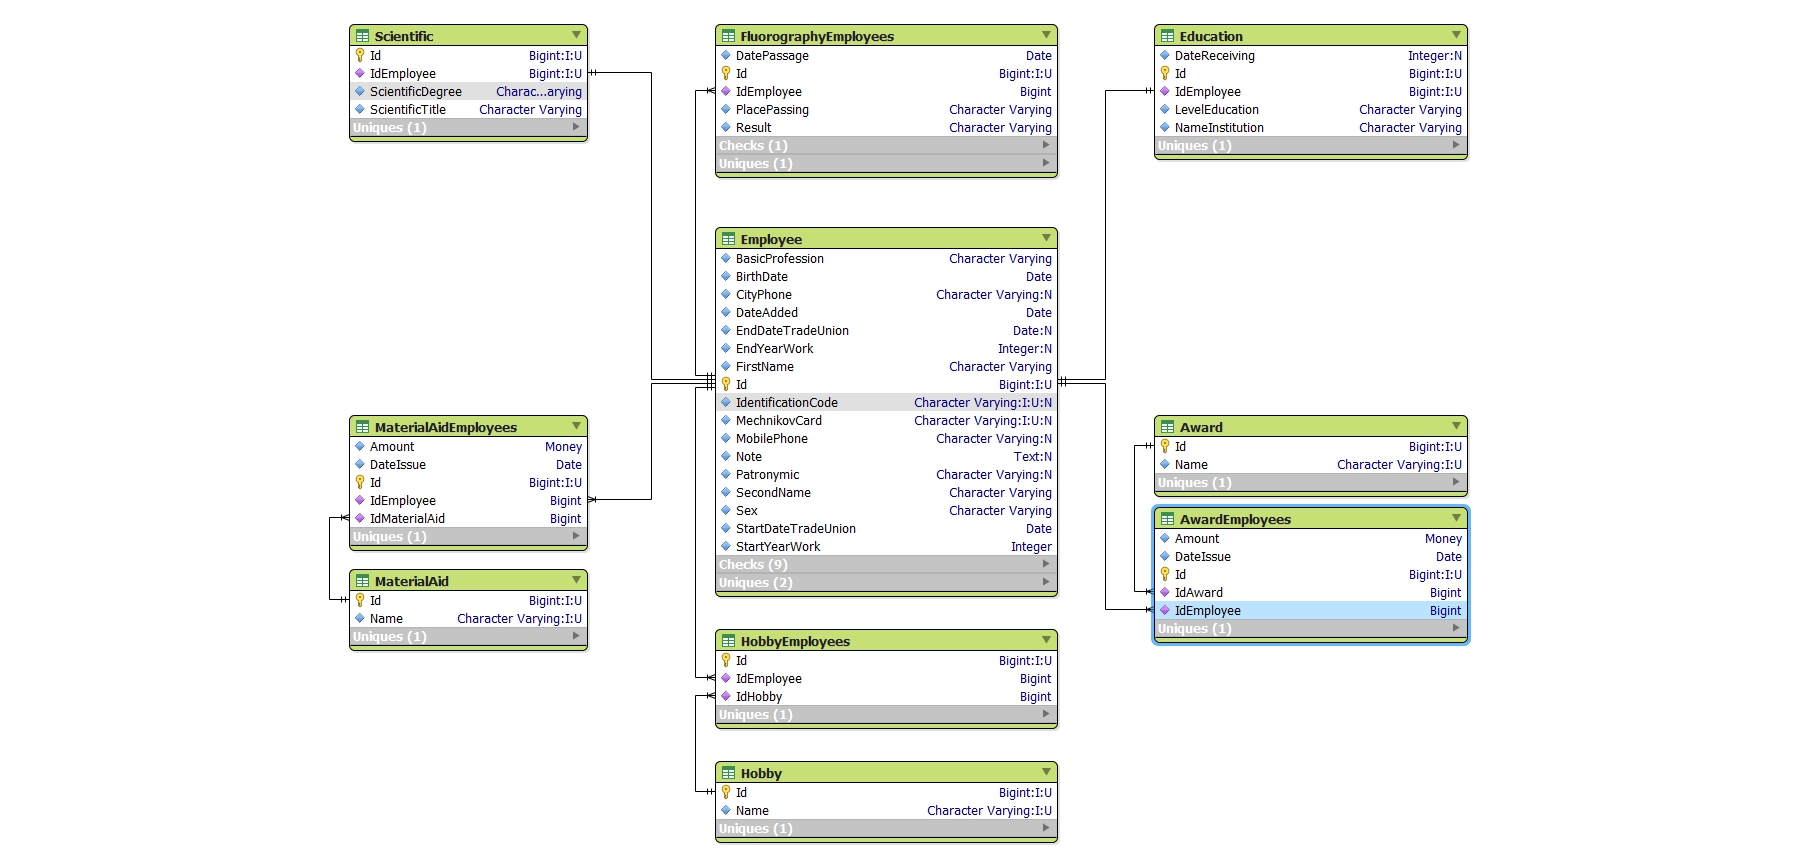 Scientific
Id Bigint:I:U
IdEmployee Bigint:I:U
ScientificDegree Charac...arying
ScientificTitle Character Varying
Uniques (1)
FluorographyEmployees
DatePassage Date
Id Bigint:I:U
IdEmployee Bigint
PlacePassing Character Varying
Result Character Varying
Checks (1)
Uniques (1)
Education
DateReceiving Integer:N
Id Bigint:I:U
IdEmployee Bigint:I:U
LevelEducation Character Varying
NameInstitution Character Varying
Uniques (1)
Employee
BasicProfession Character Varying
BirthDate Date
CityPhone Character Varying:N
DateAdded Date
EndDateTradeUnion Date:N
EndYearWork Integer:N
FirstName Character Varying
Id Bigint:I:U
IdentificationCode Character Varying:I:U:N
MechnikovCard Character Varying:I:U:N
MobilePhone Character Varying:N
Note Text:N
Patronymic Character Varying:N
SecondName Character Varying
Sex Character Varying
StartDateTradeUnion Date
StartYearWork Integer
Checks (9)
Uniques (2)
MaterialAidEmployees
Amount Money
DateIssue Date
Id Bigint:I:U
IdEmployee Bigint
IdMaterialAid Bigint
Uniques (1)
MaterialAid
Id Bigint:I:U
Name Character Varying:I:U
Uniques (1)
Award
Id Bigint:I:U
Name Character Varying:I:U
Uniques (1)
AwardEmployees
Amount Money
DateIssue Date
Id Bigint:I:U
IdAward Bigint
IdEmployee Bigint
Uniques (1)
HobbyEmployees
Id Bigint:I:U
IdEmployee Bigint
IdHobby Bigint
Uniques (1)
Hobby
Id Bigint:I:U
Name Character Varying:I:U
Uniques (1)